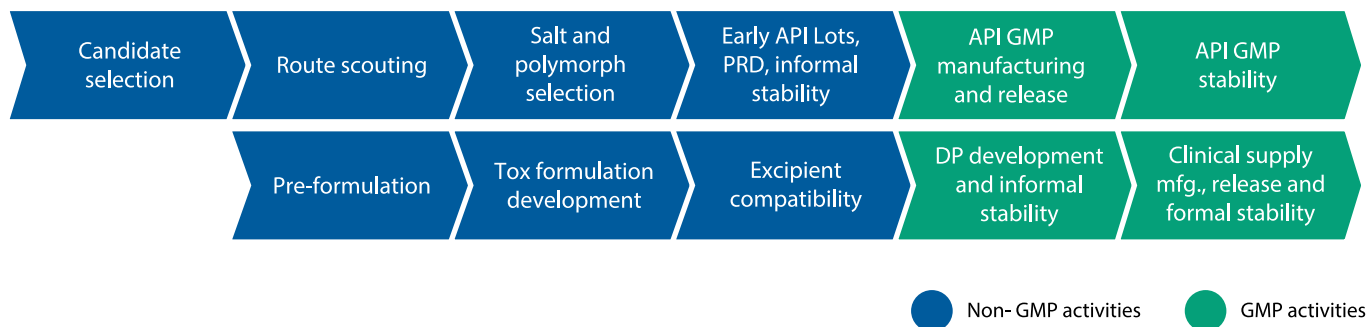 Candidate
selection
Route scouting
Salt and
polymorph
selection
Early API Lots,
PRD, informal
stability
API GMP
manufacturing
and release
API GMP
stability
Pre-formulation
Tox formulation
development
Excipient
compatibility
DP development
and informal
stability
Clinical supply
mfg., release and
formal stability
Non- GMP activities
GMP activities